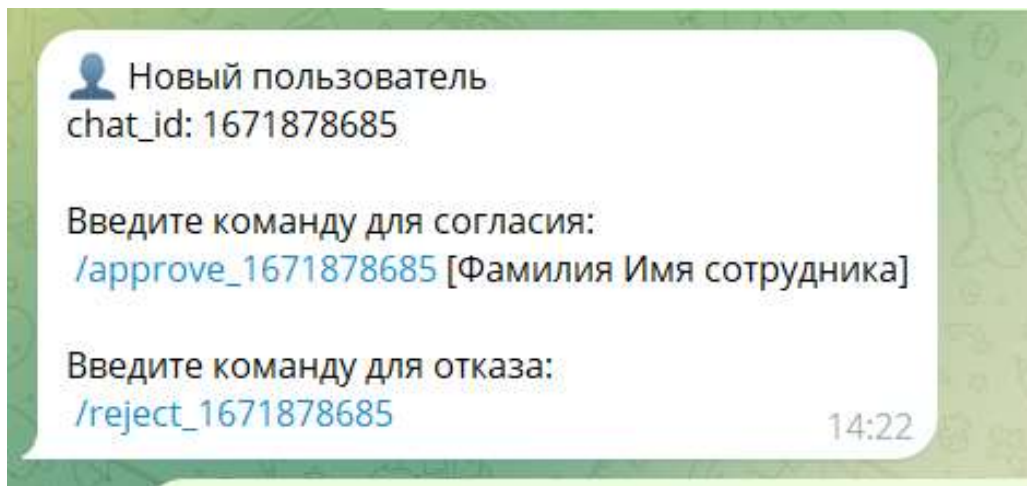 Новый пользователь
chat_id: 1671878685
Введите команду для согласия:
/approve_1671878685 [Фамилия Имя сотрудника]
Введите команду для отказа:
/reject_1671878685
14:22